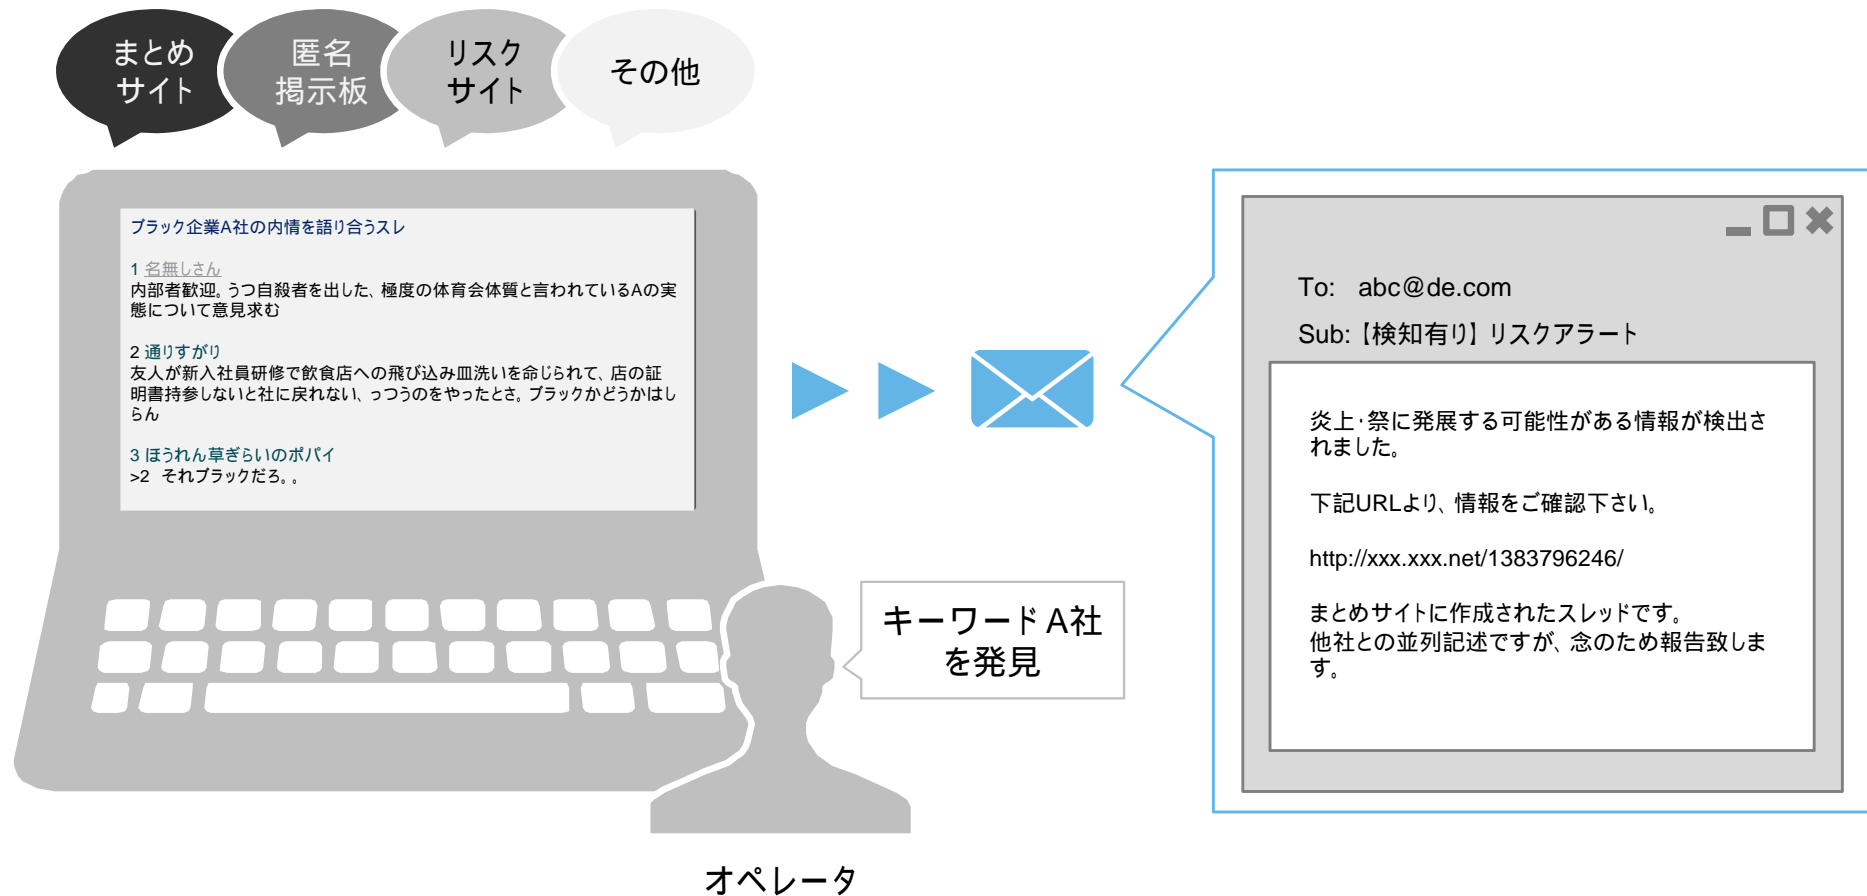 まとめ
サイト
匿名
掲示板
リスク
サイト
その他
ブラック企業A社の内情を語り合うスレ
1 名無しさん
内部者歓迎。うつ自殺者を出した、極度の体育会体質と言われているAの実
態について意見求む
2 通りすがり
友人が新入社員研修で飲食店への飛び込み皿洗いを命じられて、店の証
明書持参しないと社に戻れない、っつうのをやったとさ。ブラックかどうかはし
らん
3 ほうれん草ぎらいのポパイ
>2 それブラックだろ。。
キーワード A社
を発見
オペレータ
To: abc@de.com
Sub:【検知有り】リスクアラート
炎上・祭に発展する可能性がある情報が検出さ
れました。
下記URLより、情報をご確認下さい。
http://xxx.xxx.net/1383796246/
まとめサイトに作成されたスレッドです。
他社との並列記述ですが、念のため報告致しま
す。